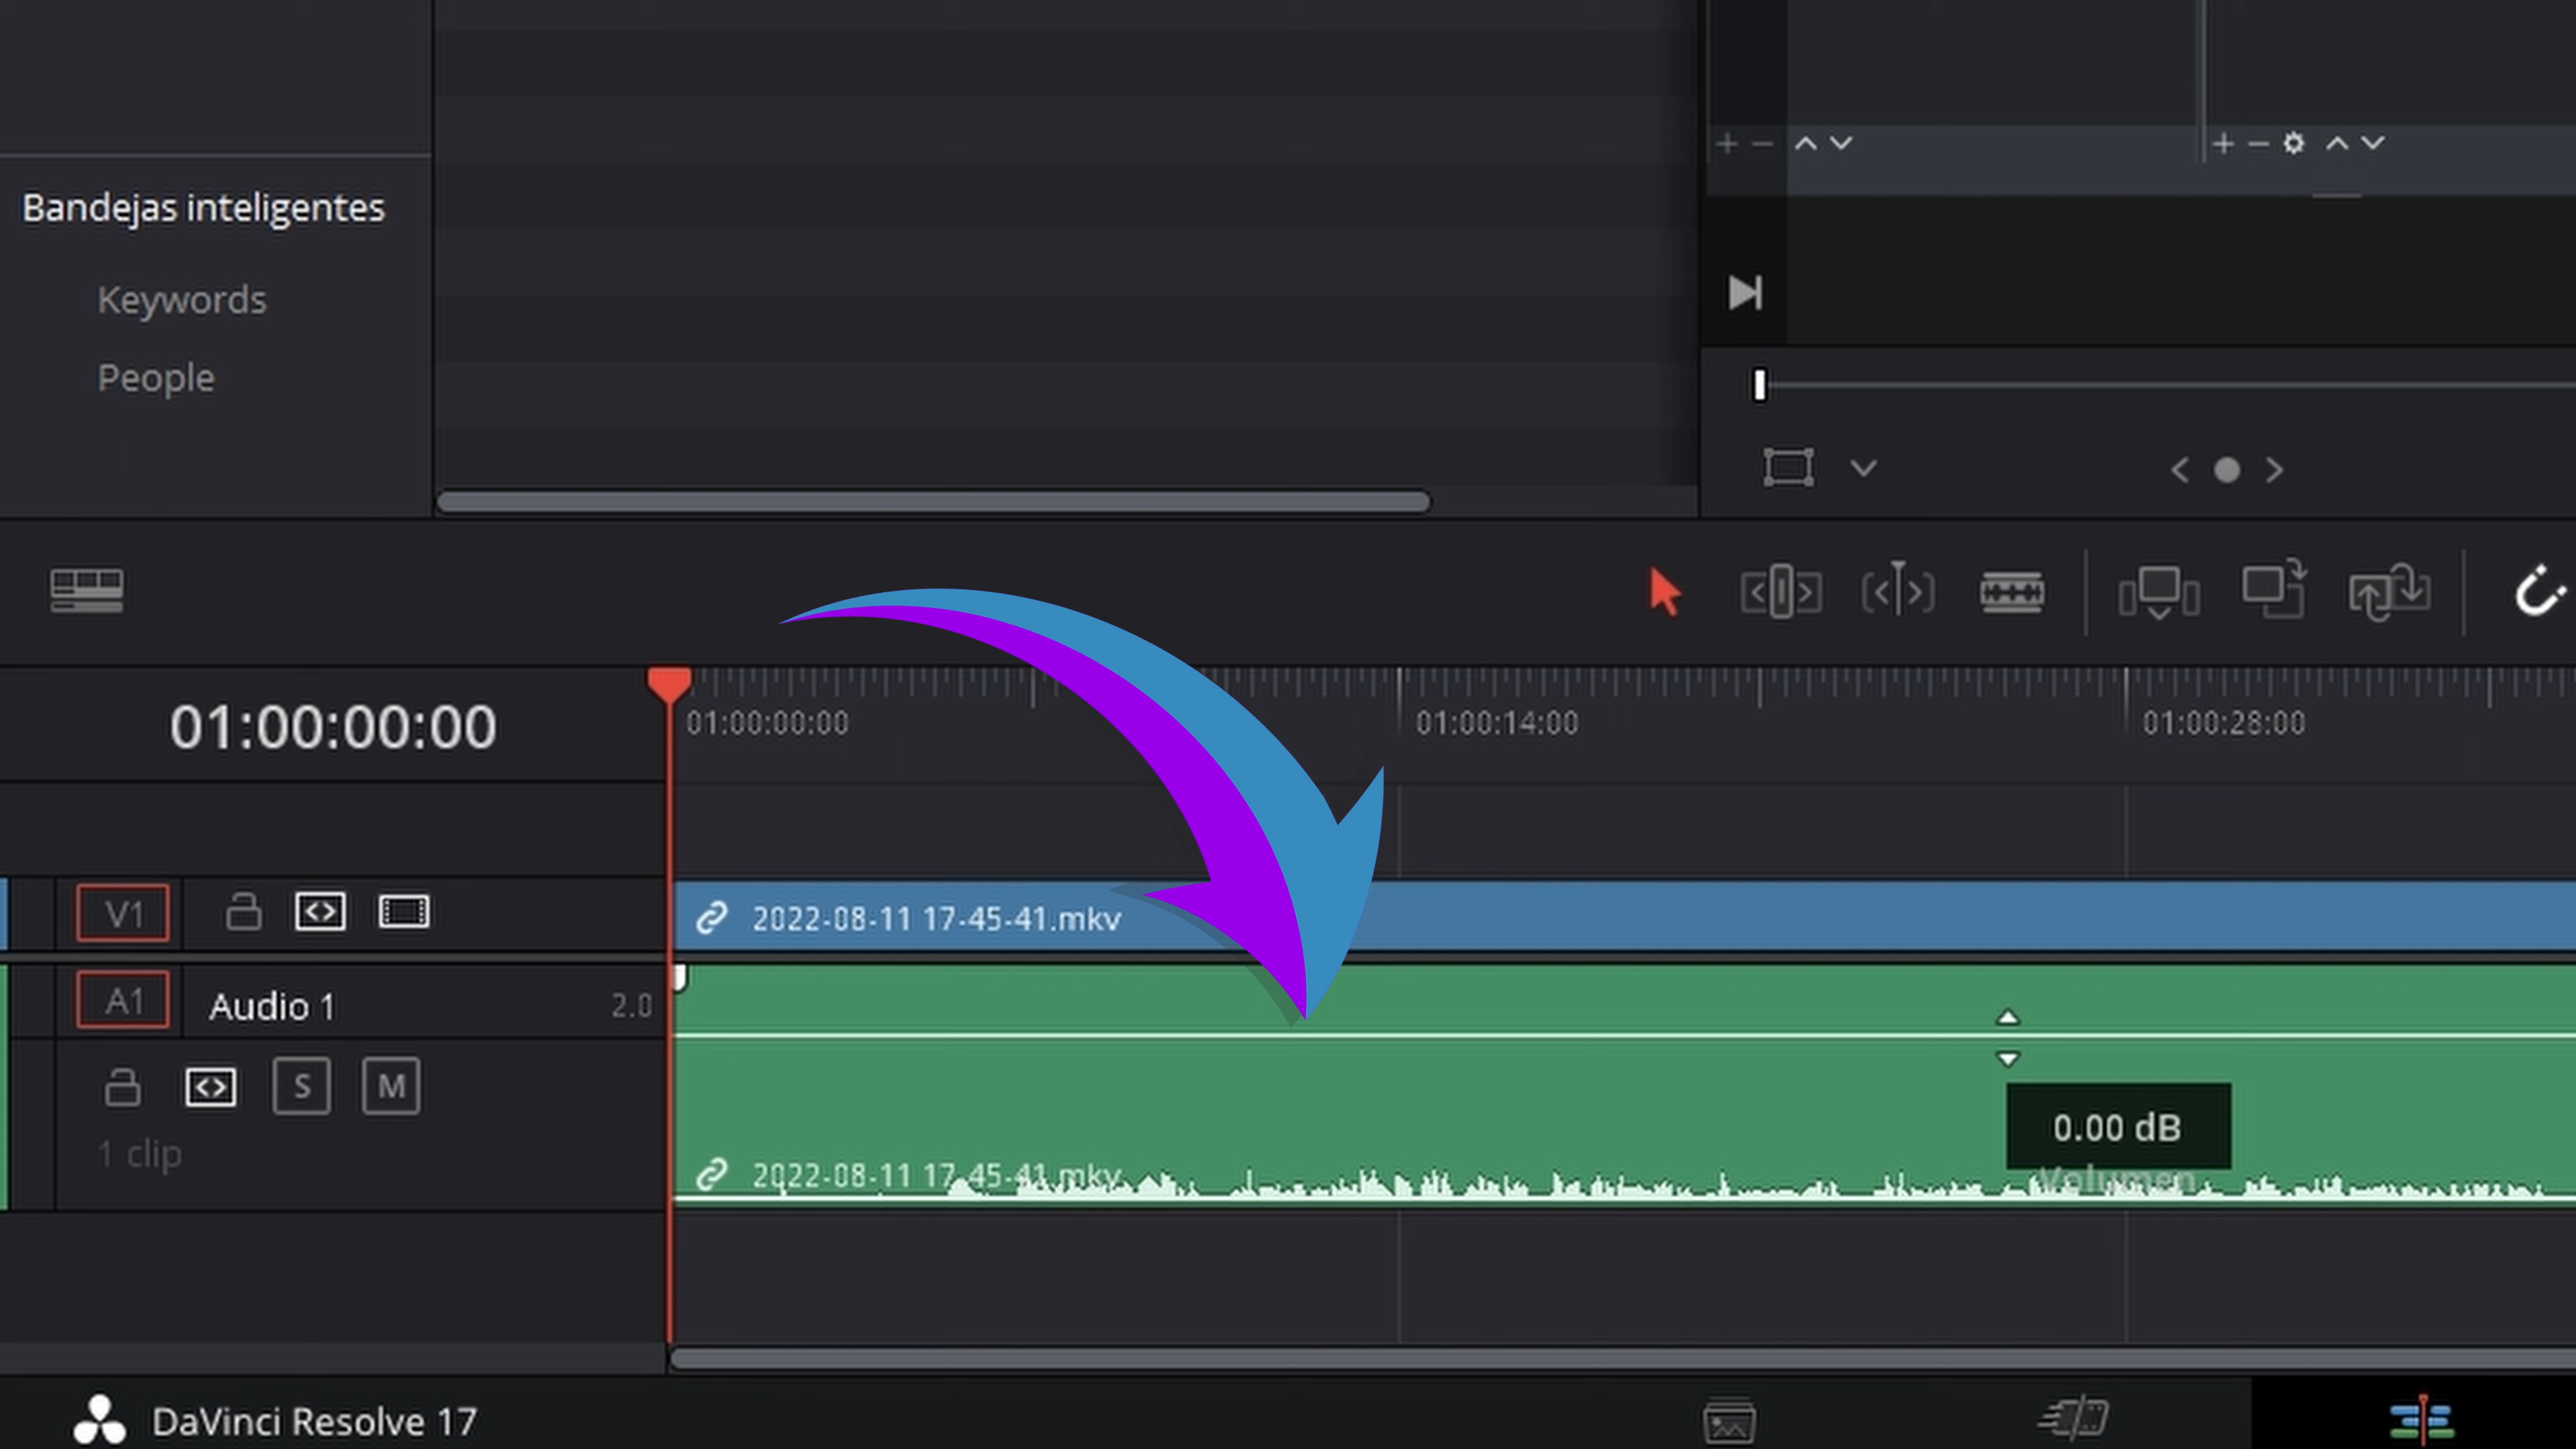 Bandejas inteligentes
Keywords
People
01:00:00:00
01:00:00:00
01:00:14:00
01:00:28:00
V1
2022-08-11 17-45-41.mkv
A1
Audio 1
2.0
S
M
0.00 dB
1 clip
2022-08-11 17-45-41.mkv
Volumen
DaVinci Resolve 17